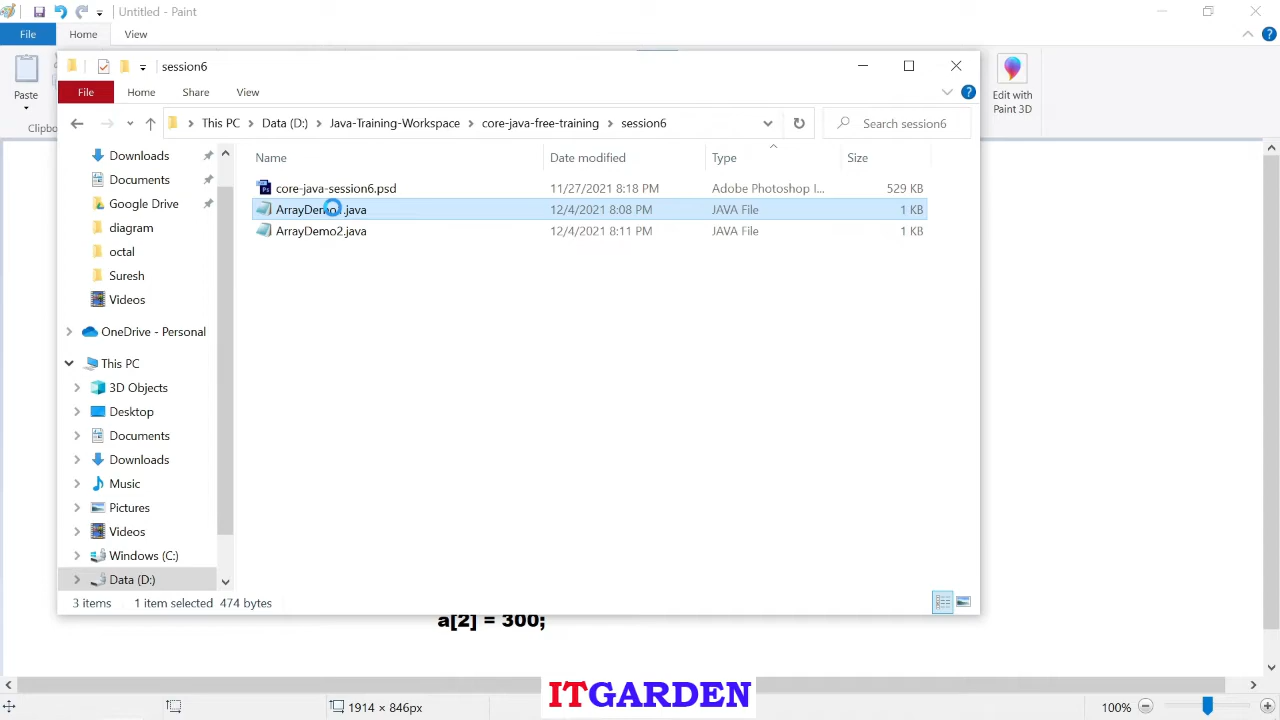 Untitled - Paint
File Home View
session6
Paste
File Home Share View
Edit with
Paint 3D
This PC Data (D:) Java-Training-Workspace core-java-free-training session6
Search session6
Name Date modified Type Size
Downloads
Documents
Google Drive
diagram
octal
Suresh
Videos
OneDrive - Personal
This PC
3D Objects
Desktop
Documents
Downloads
Music
Pictures
Videos
Windows (C:)
Data (D:)
core-java-session6.psd 11/27/2021 8:18 PM Adobe Photoshop I... 529 KB
.java 12/4/2021 8:08 PM JAVA File 1 KB
ArrayDemo2.java 12/4/2021 8:11 PM JAVA File 1 KB
3 items 1 item selected 474 bytes
a[2] = 300;
ITGARDEN
1914 × 846px
100%